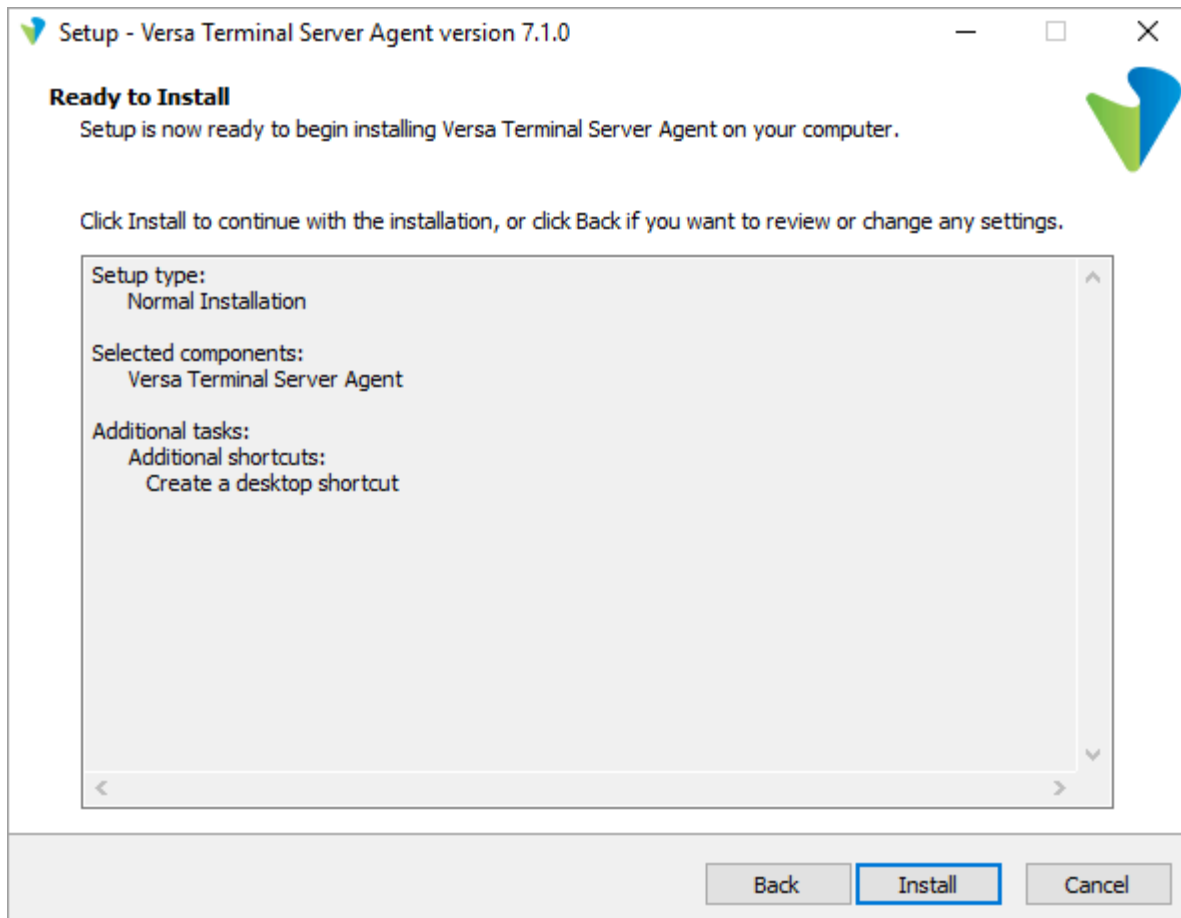 Setup - Versa Terminal Server Agent version 7.1.0
Ready to Install
Setup is now ready to begin installing Versa Terminal Server Agent on your computer.
Click Install to continue with the installation, or click Back if you want to review or change any settings.
Setup type:
Normal Installation
Selected components:
Versa Terminal Server Agent
Additional tasks:
Additional shortcuts:
Create a desktop shortcut
Back
Install
Cancel